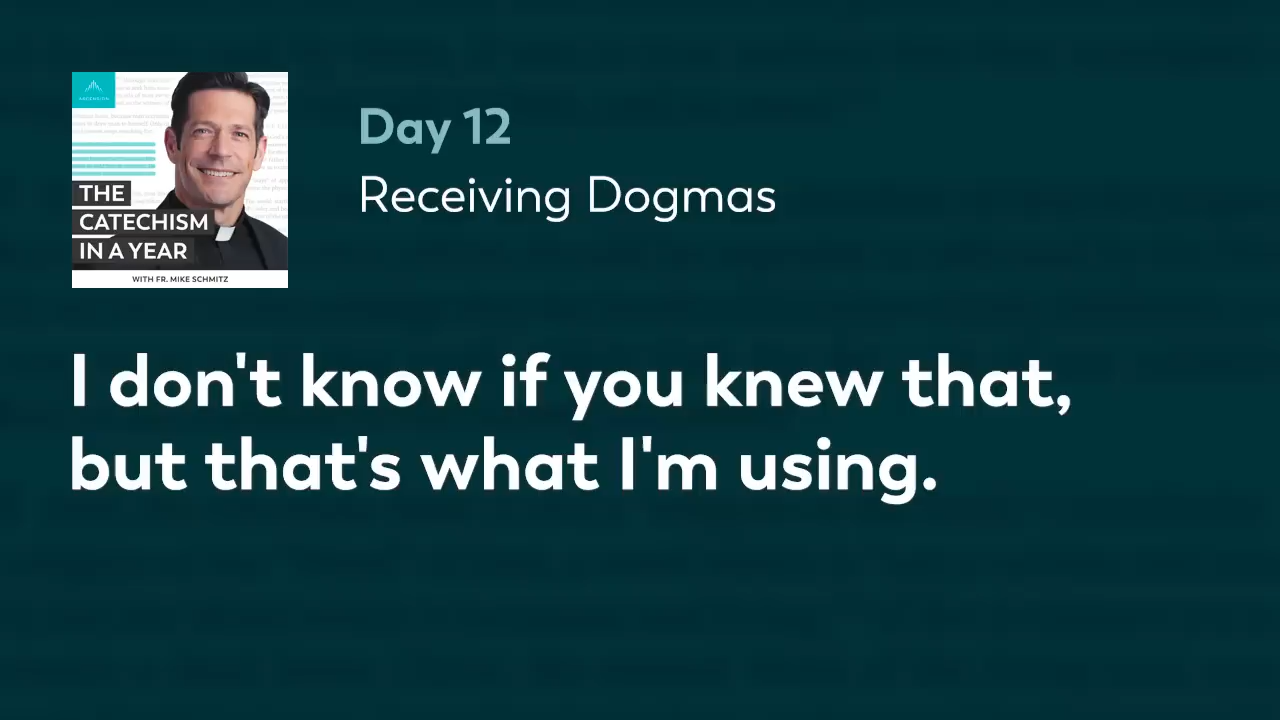 Day 12
Receiving Dogmas
ASCENSION
THE
CATECHISM
IN A YEAR
WITH FR. MIKE SCHMITZ
I don't know if you knew that,
but that's what I'm using.